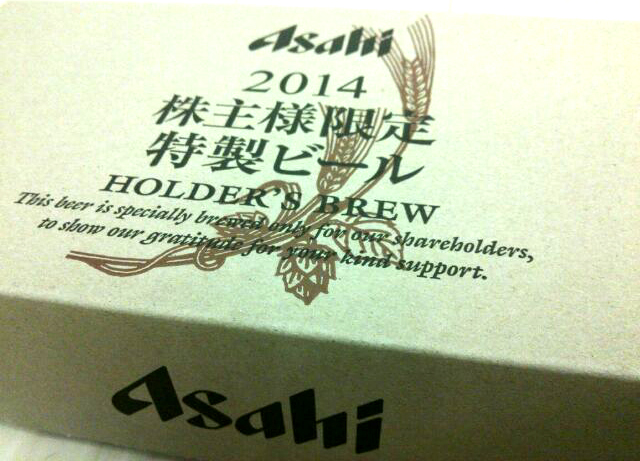 Asahi
2014
株主様限定
特製ビール
HOLDER'S BREW
This beer is specially brewed only for our shareholders,
to show our gratitude for your kind support.
Asahi